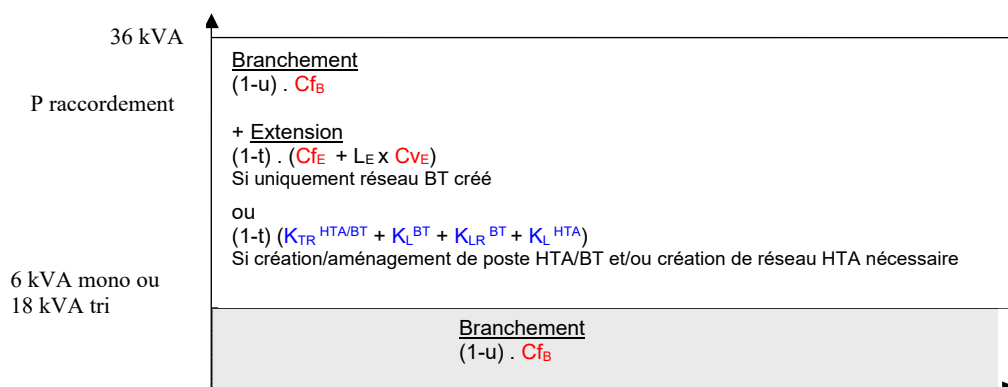 36 kVA
Branchement
(1-u) . CfB
P raccordement
+ Extension
(1-t) . (CfE + LE x CvE)
Si uniquement réseau BT créé
ou
(1-t) (KTR HTA/BT + KL BT + KLR BT + KL HTA)
Si création/aménagement de poste HTA/BT et/ou création de réseau HTA nécessaire
6 kVA mono ou
18 kVA tri
Branchement
(1-u) . CfB